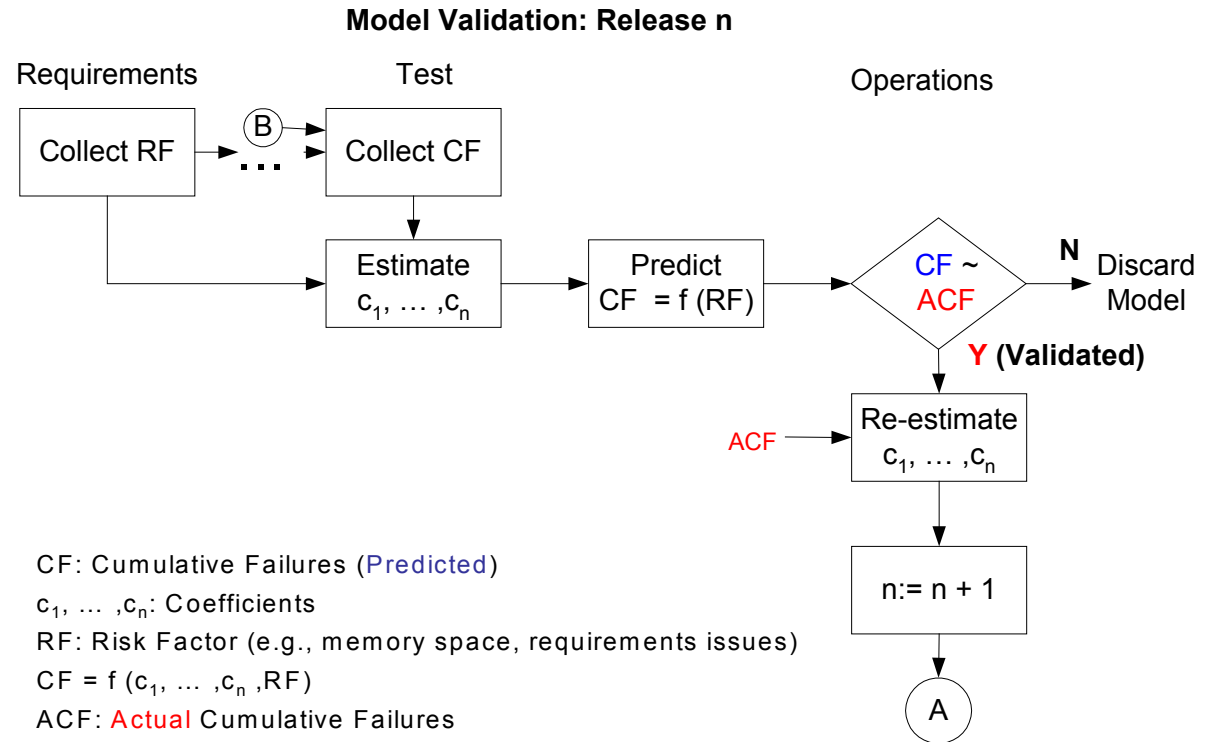 Model Validation: Release n
Requirements
Test
Operations
Collect RF
B
...
Collect CF
Estimate
c₁, … ,cₙ
Predict
CF = f (RF)
CF ~
ACF
N
Discard
Model
Y (Validated)
ACF
Re-estimate
c₁, … ,cₙ
n:= n + 1
A
CF: Cumulative Failures (Predicted)
c₁, … ,cₙ: Coefficients
RF: Risk Factor (e.g., memory space, requirements issues)
CF = f (c₁, … ,cₙ ,RF)
ACF: Actual Cumulative Failures